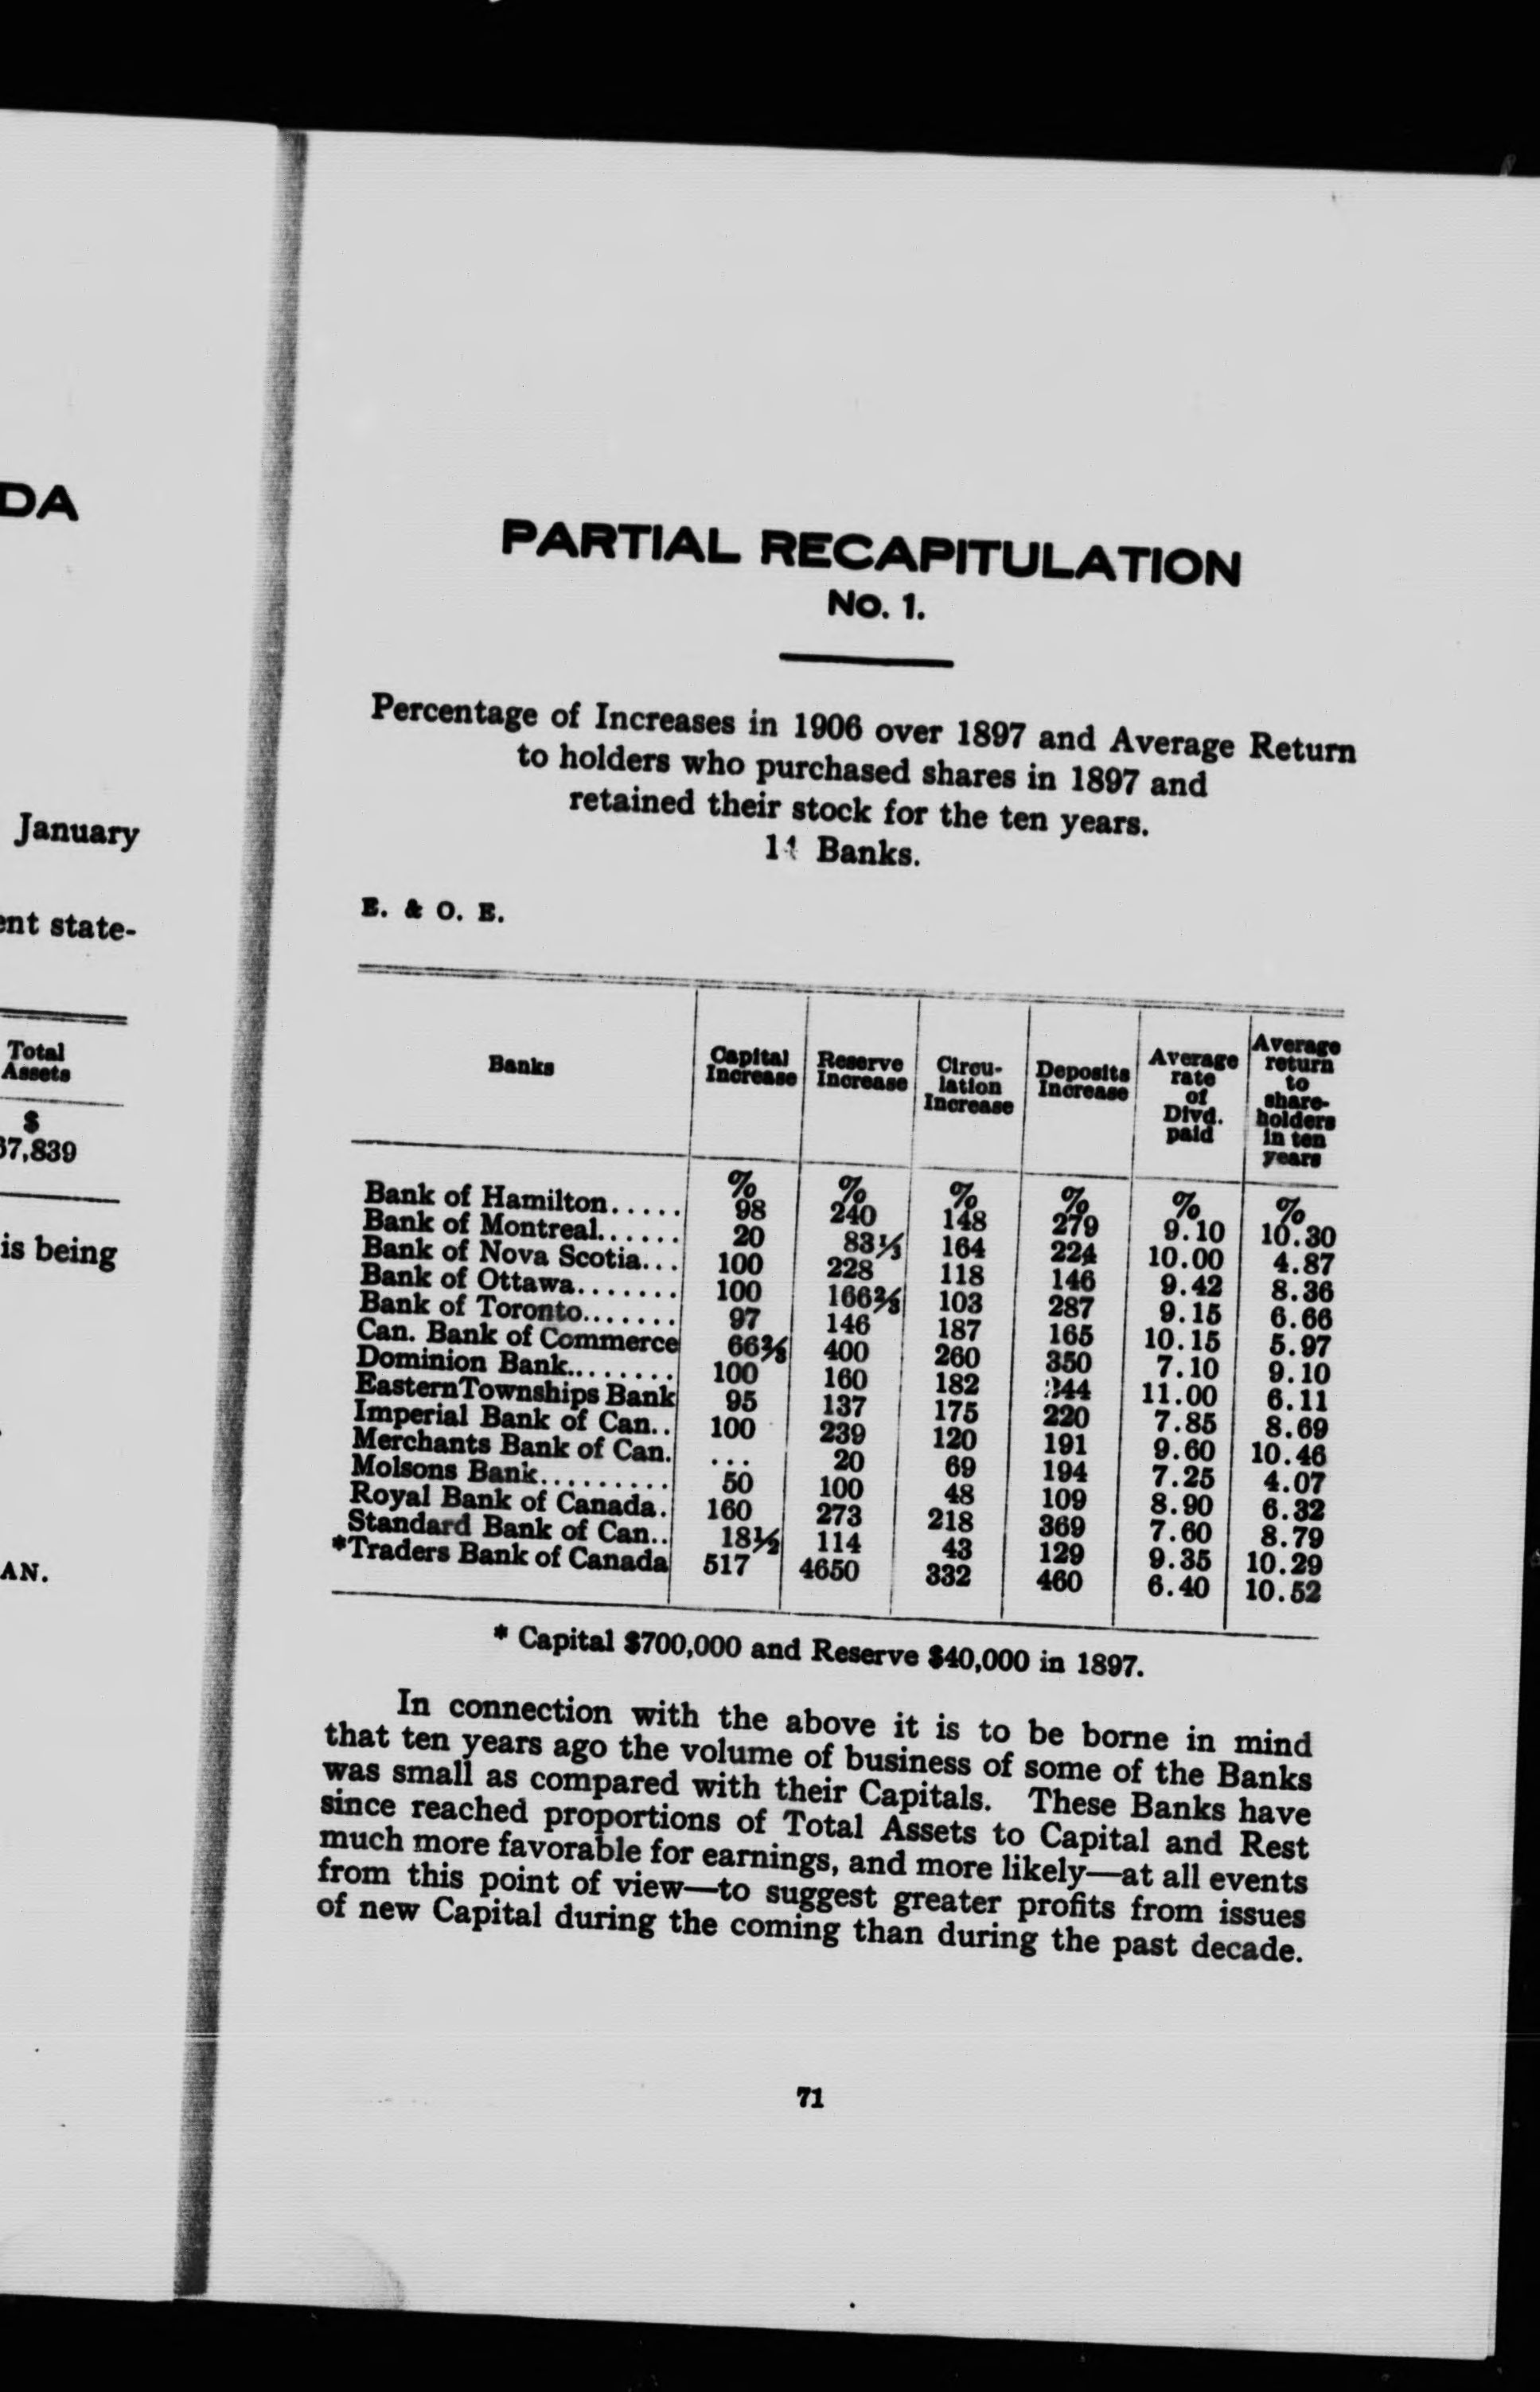 DA
January
ent state-
Total
Assets
$
37,839
is being
AN.
PARTIAL RECAPITULATION
No. 1.
Percentage of Increases in 1906 over 1897 and Average Return
to holders who purchased shares in 1897 and
retained their stock for the ten years.
14 Banks.
E. & O. E.
Banks | Capital Increase | Reserve Increase | Circu-lation Increase | Deposits Increase | Average rate of Divd. paid | Average return to share-holders in ten years
% % % % % %
Bank of Hamilton..... 98 240 148 279 9.10 10.30
Bank of Montreal...... 20 83⅓ 164 224 10.00 4.87
Bank of Nova Scotia... 100 228 118 146 9.42 8.36
Bank of Ottawa....... 100 166⅔ 103 287 9.15 6.66
Bank of Toronto....... 97 146 187 165 10.15 5.97
Can. Bank of Commerce 66⅔ 400 260 350 7.10 9.10
Dominion Bank........ 100 160 182 244 11.00 6.11
EasternTownships Bank 95 137 175 220 7.85 8.69
Imperial Bank of Can.. 100 239 120 191 9.60 10.46
Merchants Bank of Can. ... 20 69 194 7.25 4.07
Molsons Bank.......... 50 100 48 109 8.90 6.32
Royal Bank of Canada. 160 273 218 369 7.60 8.79
Standard Bank of Can.. 18½ 114 43 129 9.35 10.29
*Traders Bank of Canada 517 4650 332 460 6.40 10.52
* Capital $700,000 and Reserve $40,000 in 1897.
In connection with the above it is to be borne in mind
that ten years ago the volume of business of some of the Banks
was small as compared with their Capitals. These Banks have
since reached proportions of Total Assets to Capital and Rest
much more favorable for earnings, and more likely—at all events
from this point of view—to suggest greater profits from issues
of new Capital during the coming than during the past decade.
71